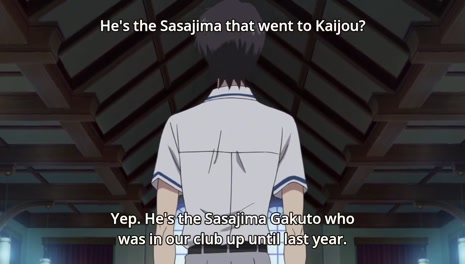 He's the Sasajima that went to Kaijou?
Yep. He's the Sasajima Gakuto who
was in our club up until last year.